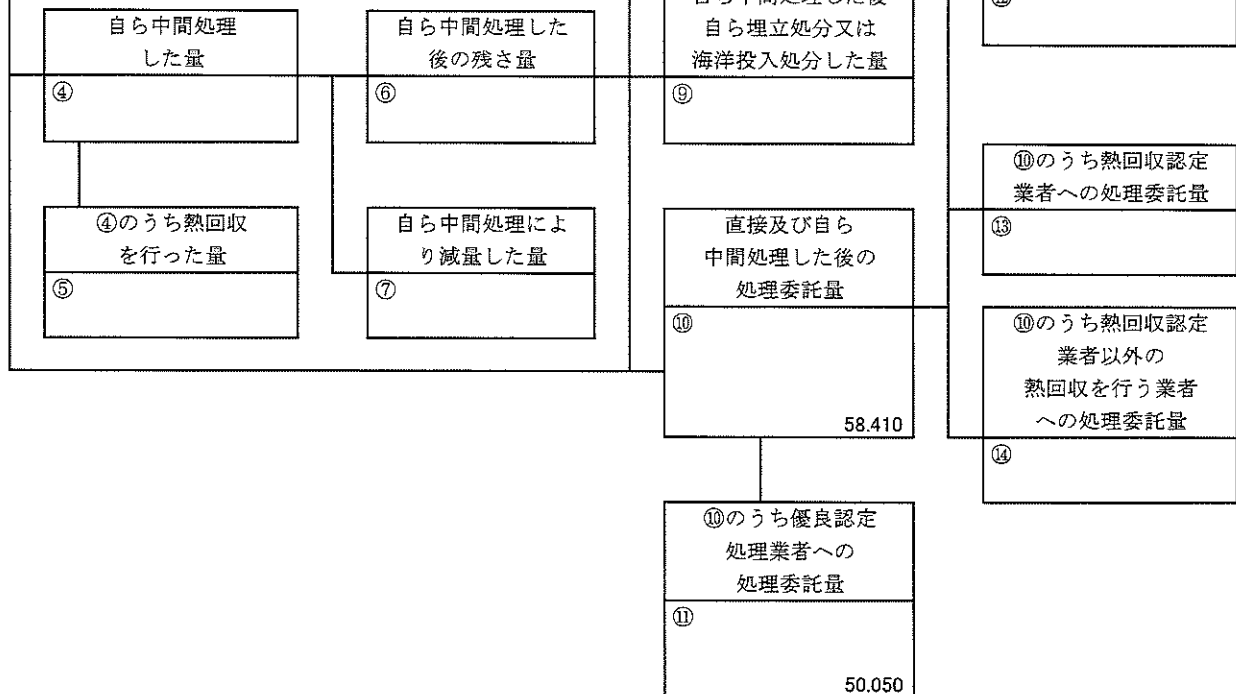 自ら中間処理
した量
④
自ら中間処理した
後の残さ量
⑥
自ら埋立処分又は
海洋投入処分した量
⑨
④のうち熱回収
を行った量
⑤
自ら中間処理によ
り減量した量
⑦
直接及び自ら
中間処理した後の
処理委託量
⑩
58.410
⑩のうち熱回収認定
業者への処理委託量
⑬
⑩のうち熱回収認定
業者以外の
熱回収を行う業者
への処理委託量
⑭
⑩のうち優良認定
処理業者への
処理委託量
⑪
50.050